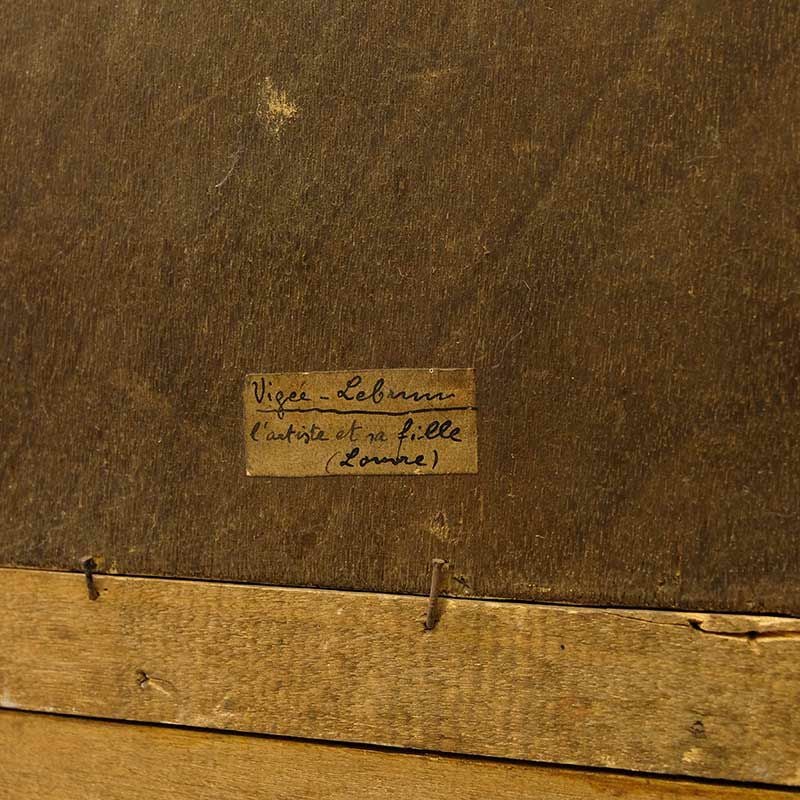 Vigée - Lebrun
l'artiste et sa fille
(Louvre)